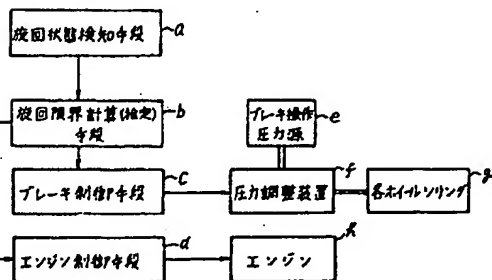 旋回状態検知手段
a
旋回限界計算(推定)
手段
b
ブレーキ操作
圧力源
e
ブレーキ制御手段
c
圧力調整装置
f
各ホイールシリンダ
g
エンジン制御手段
d
エンジン
h